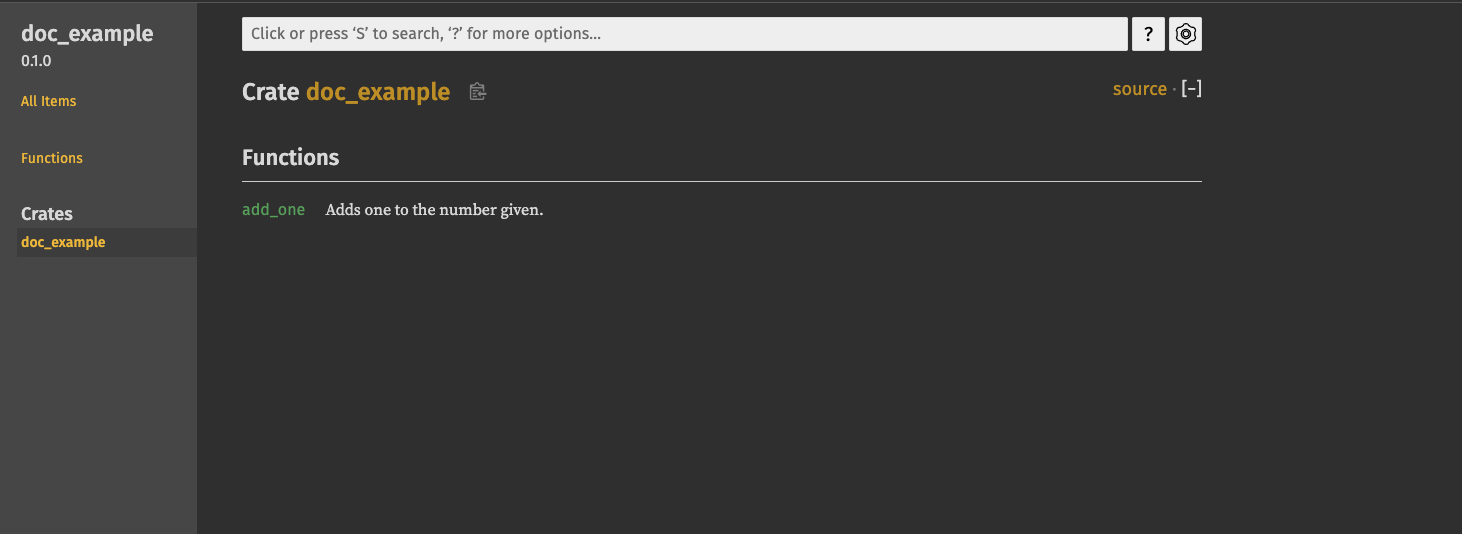 doc_example
0.1.0
All Items
Functions
Crates
doc_example
Click or press ‘S’ to search, ‘?’ for more options…
?
Crate doc_example
source · [−]
Functions
add_one Adds one to the number given.